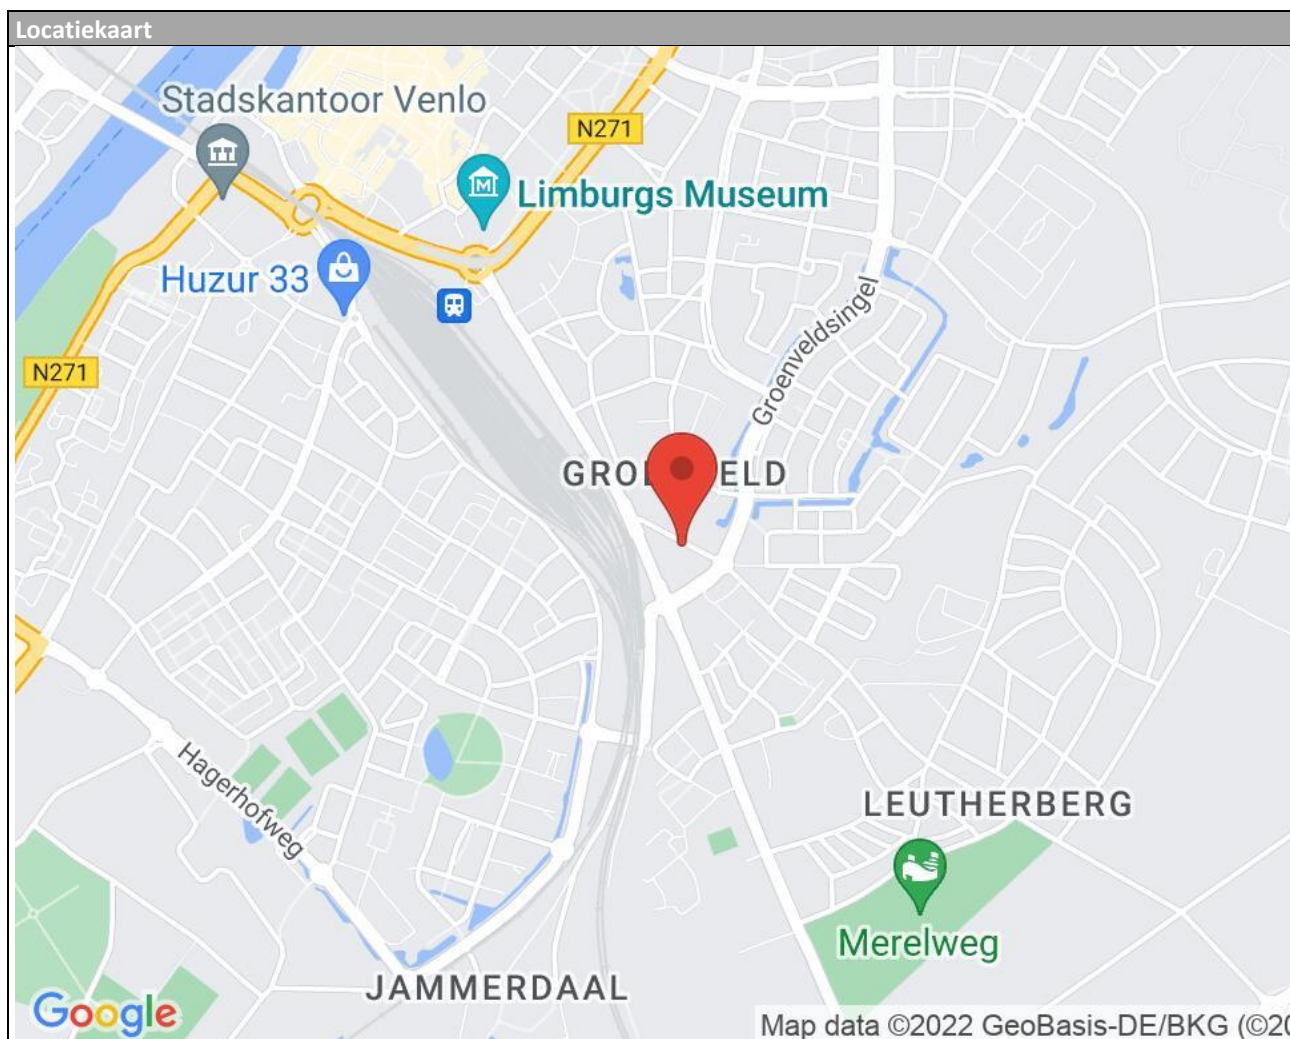 Locatiekaart
Stadskantoor Venlo
N271
Limburgs Museum
Huzur 33
N271
Groenveldsingel
GRO ELD
LEUTHERBERG
Hagerhofweg
Merelweg
JAMMERDAAL
Google
Map data ©2022 GeoBasis-DE/BKG (©20